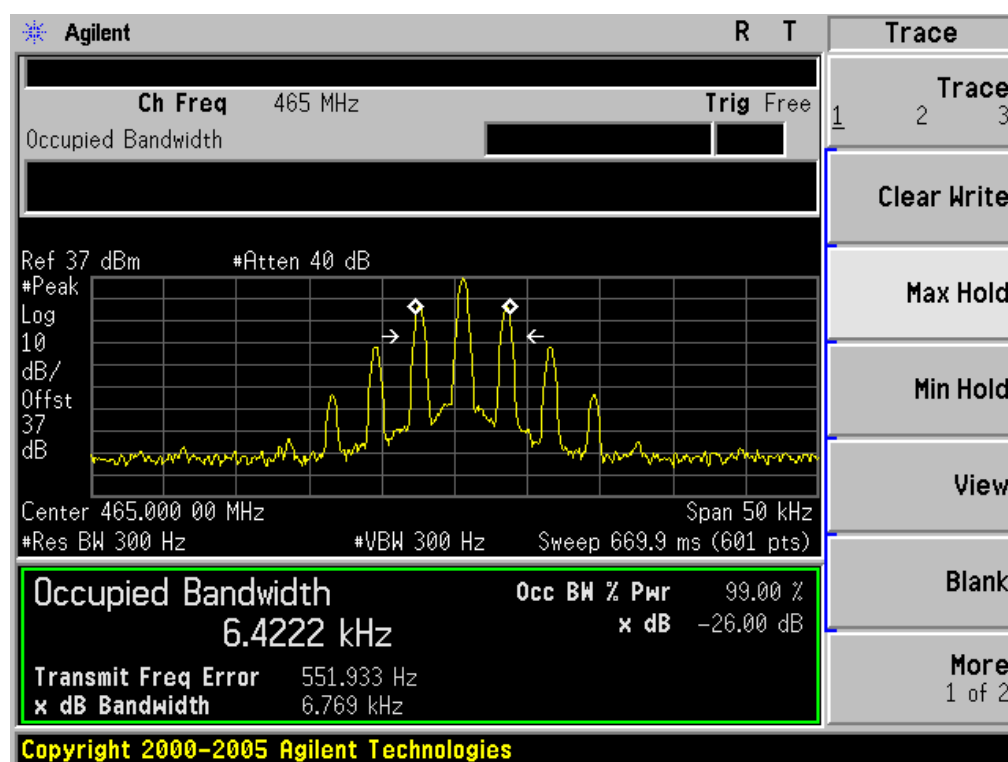 Agilent R T
Trace
Ch Freq 465 MHz Trig Free
Occupied Bandwidth
Trace
1 2 3
Clear Write
Max Hold
Min Hold
View
Blank
More
1 of 2
Ref 37 dBm #Atten 40 dB
#Peak
Log
10
dB/
Offst
37
dB
Center 465.000 00 MHz Span 50 kHz
#Res BW 300 Hz #VBW 300 Hz Sweep 669.9 ms (601 pts)
Occupied Bandwidth Occ BW % Pwr 99.00 %
6.4222 kHz x dB -26.00 dB
Transmit Freq Error 551.933 Hz
x dB Bandwidth 6.769 kHz
Copyright 2000-2005 Agilent Technologies